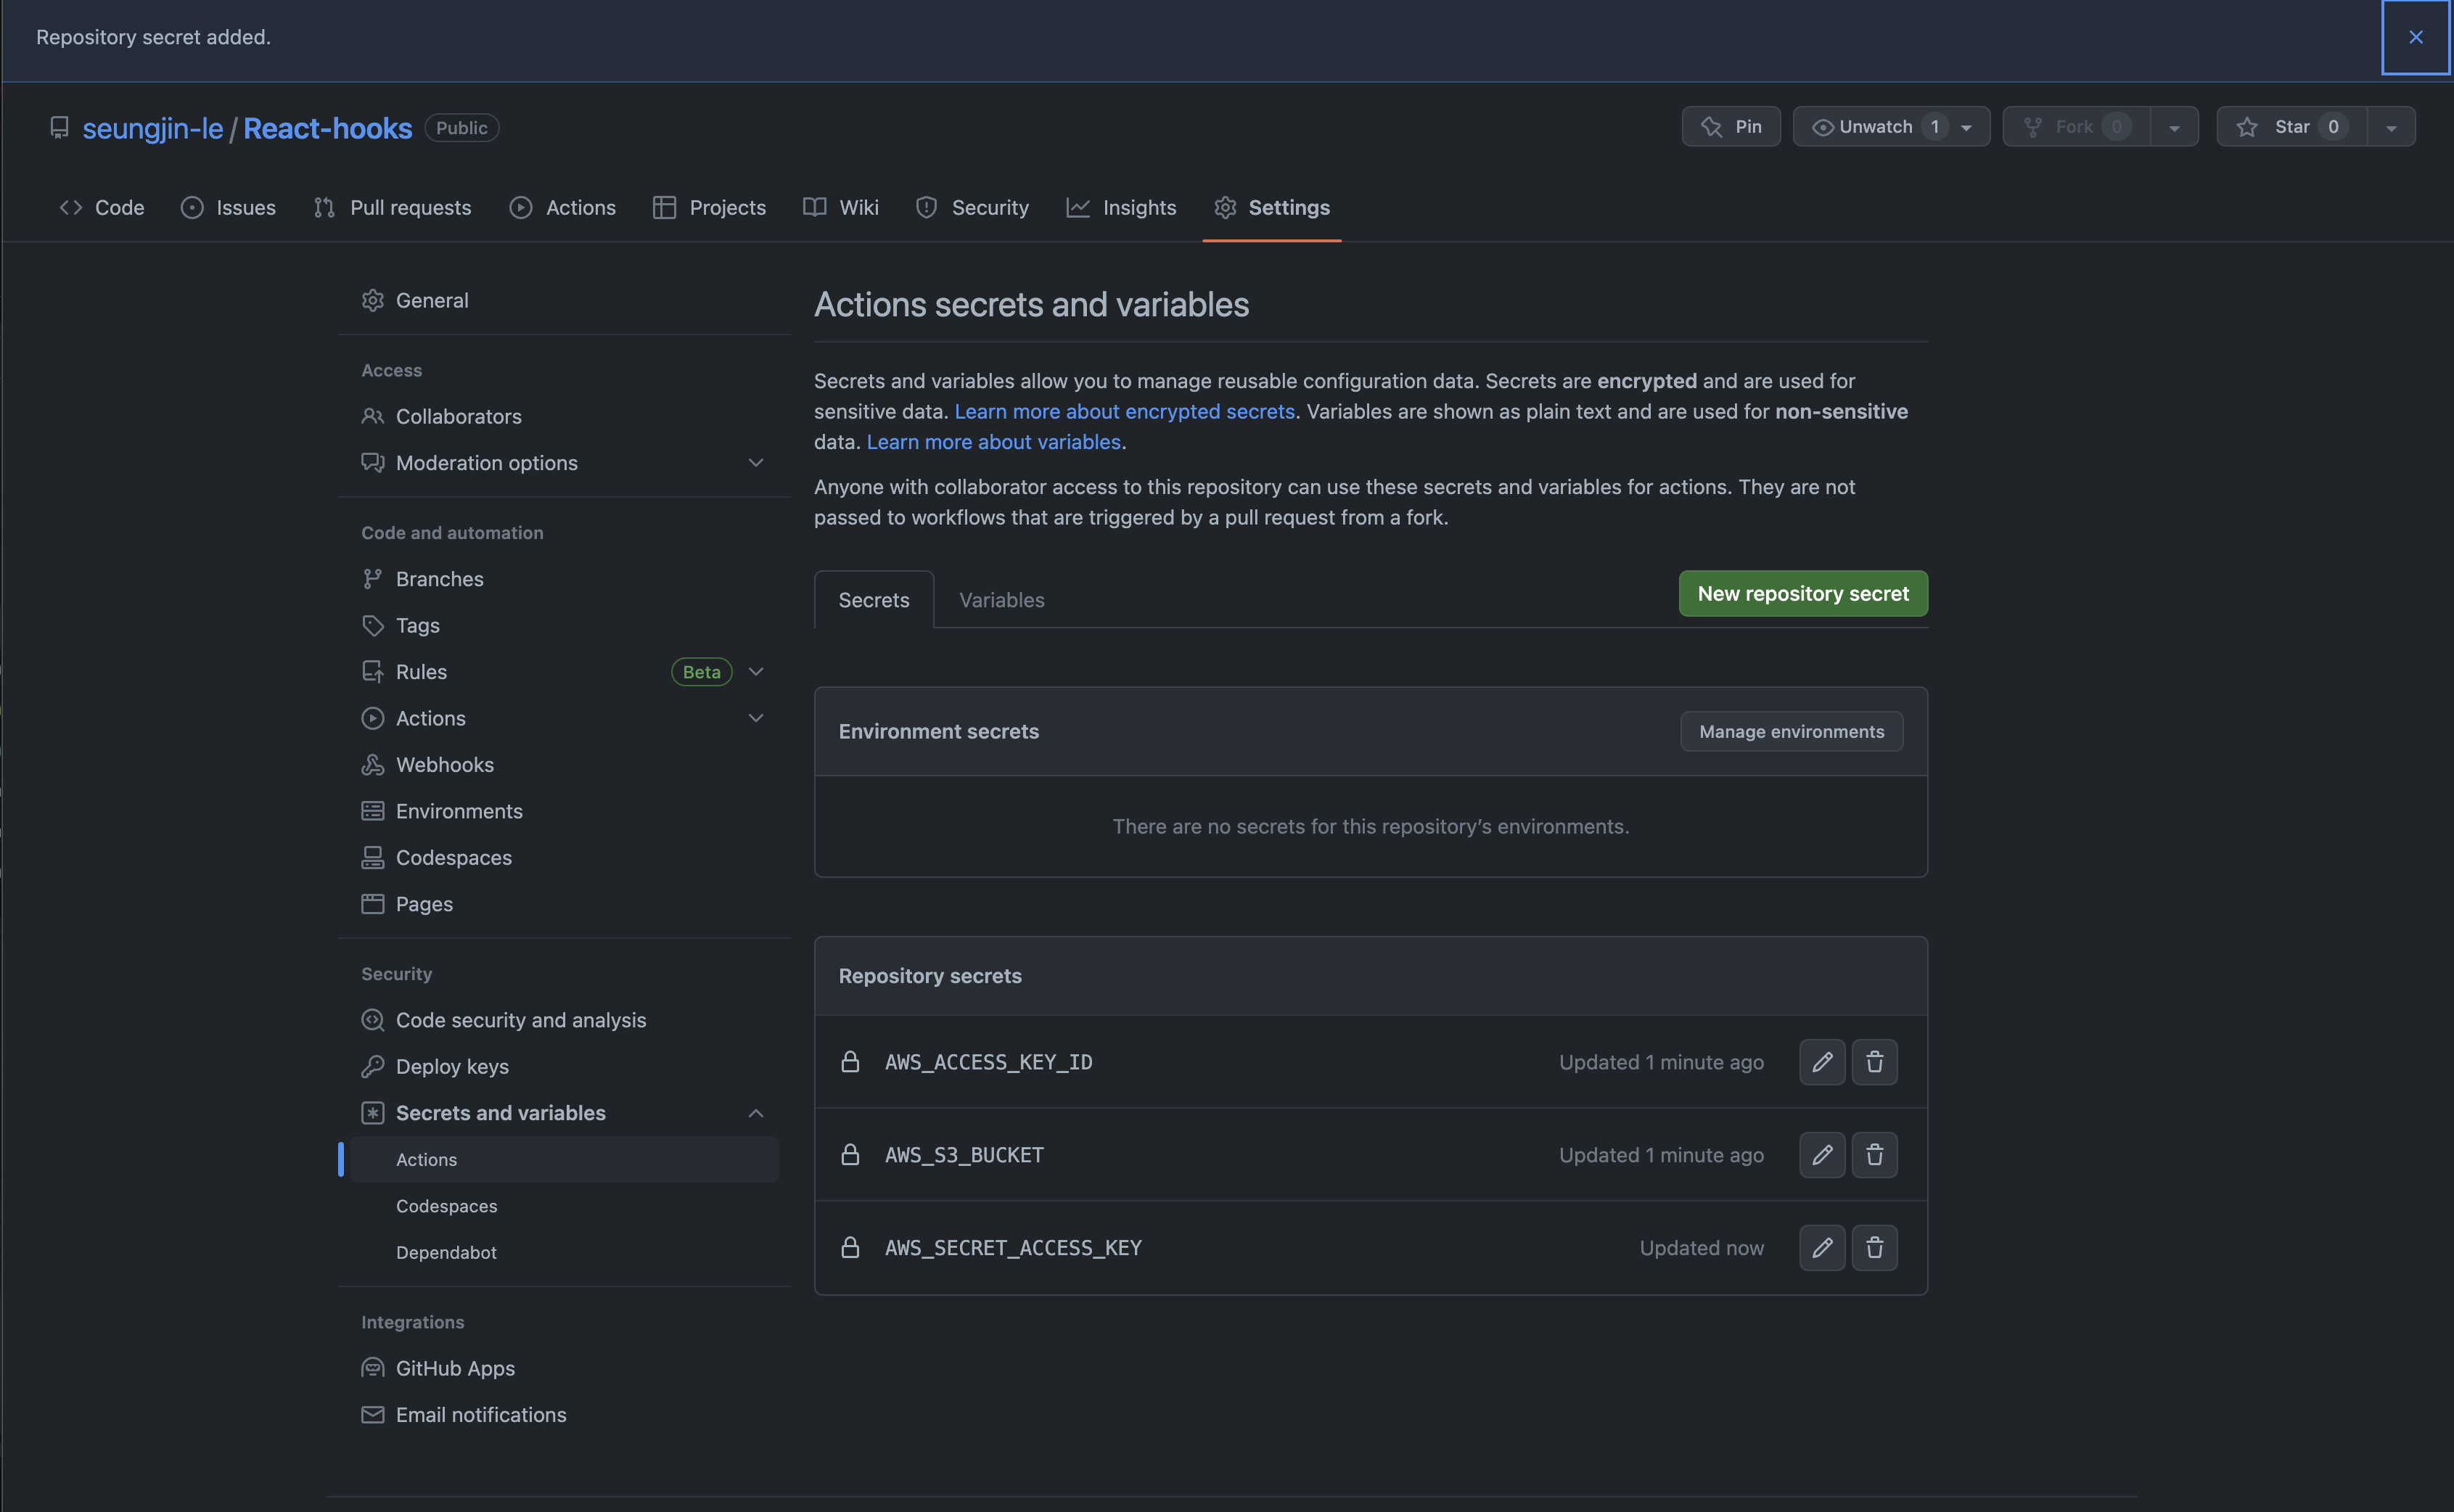 Repository secret added.
seungjin-le / React-hooks Public
Pin
Unwatch 1
Fork 0
Star 0
Code
Issues
Pull requests
Actions
Projects
Wiki
Security
Insights
Settings
General
Access
Collaborators
Moderation options
Code and automation
Branches
Tags
Rules Beta
Actions
Webhooks
Environments
Codespaces
Pages
Security
Code security and analysis
Deploy keys
Secrets and variables
Actions
Codespaces
Dependabot
Integrations
GitHub Apps
Email notifications
Actions secrets and variables
Secrets and variables allow you to manage reusable configuration data. Secrets are encrypted and are used for
sensitive data. Learn more about encrypted secrets. Variables are shown as plain text and are used for non-sensitive
data. Learn more about variables.
Anyone with collaborator access to this repository can use these secrets and variables for actions. They are not
passed to workflows that are triggered by a pull request from a fork.
Secrets
Variables
New repository secret
Environment secrets
Manage environments
There are no secrets for this repository’s environments.
Repository secrets
AWS_ACCESS_KEY_ID Updated 1 minute ago
AWS_S3_BUCKET Updated 1 minute ago
AWS_SECRET_ACCESS_KEY Updated now